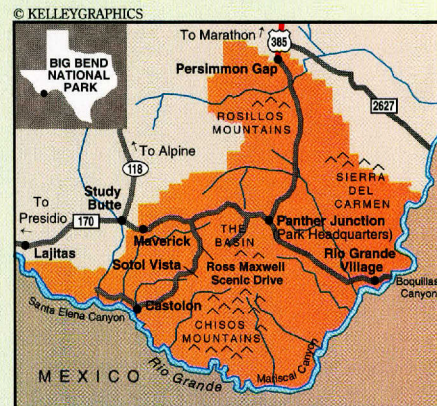 © KELLEYGRAPHICS
BIG BEND
NATIONAL
PARK
To Marathon
385
Persimmon Gap
2627
ROSILLOS
MOUNTAINS
To Alpine
118
SIERRA
DEL
CARMEN
Study
Butte
To
Presidio
170
Lajitas
Maverick
THE
BASIN
Panther Junction
(Park Headquarters)
Sotol Vista
Ross Maxwell
Scenic Drive
Rio Grande
Village
Boquillas
Canyon
Santa Elena Canyon
Castolon
CHISOS
MOUNTAINS
Mariscal Canyon
Rio Grande
MEXICO